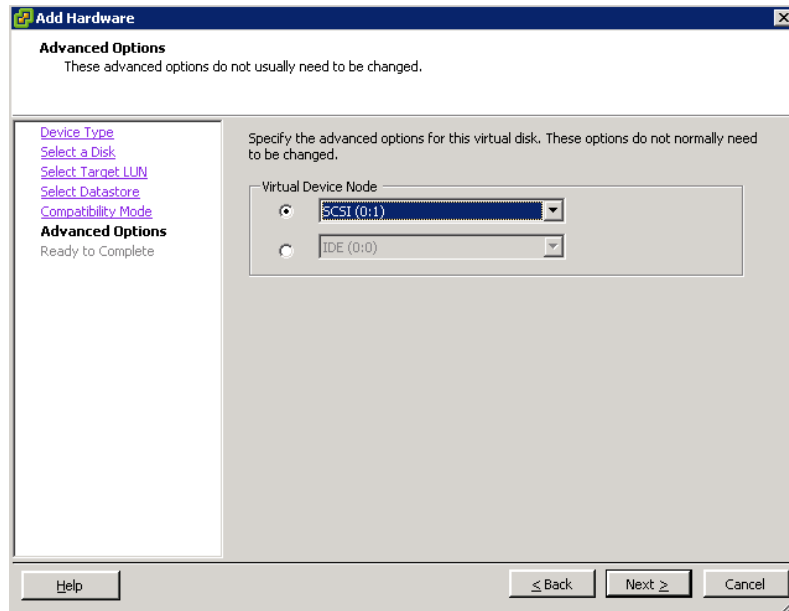 Add Hardware
Advanced Options
These advanced options do not usually need to be changed.
Device Type
Select a Disk
Select Target LUN
Select Datastore
Compatibility Mode
Advanced Options
Ready to Complete
Specify the advanced options for this virtual disk. These options do not normally need
to be changed.
Virtual Device Node
SCSI (0:1)
IDE (0:0)
Help
< Back
Next >
Cancel